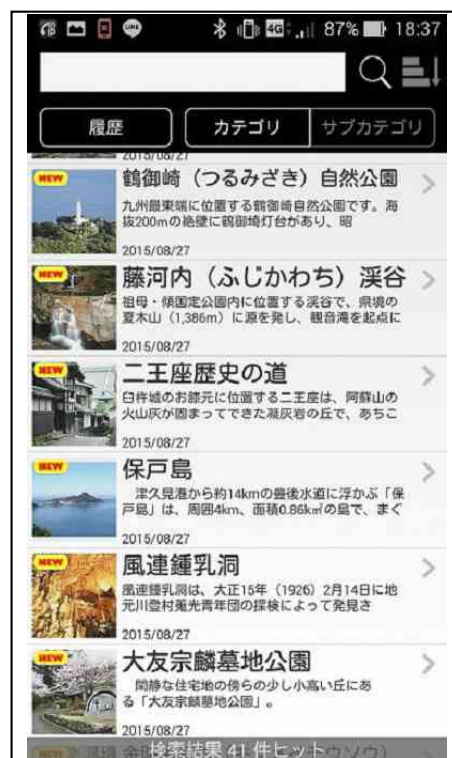 LINE
4G
87%
18:37
履歴
カテゴリ
サブカテゴリ
2015/08/27
NEW
鶴御崎（つるみざき）自然公園
九州最東端に位置する鶴御崎自然公園です。海
抜200mの絶壁に鶴御埼灯台があり、昭
2015/08/27
NEW
藤河内（ふじかわち）渓谷
祖母・傾国定公園内に位置する渓谷で、県境の
夏木山（1,386m）に源を発し、観音滝を起点に
2015/08/27
NEW
二王座歴史の道
臼杵城のお膝元に位置する二王座は、阿蘇山の
火山灰が固まってできた凝灰岩の丘で、あちこ
2015/08/27
NEW
保戸島
津久見港から約14kmの豊後水道に浮かぶ「保
戸島」は、周囲4km、面積0.86k㎡の島で、まぐ
2015/08/27
NEW
風連鍾乳洞
風連鍾乳洞は、大正15年（1926）2月14日に地
元川登村蒐光青年団の探検によって発見さ
2015/08/27
NEW
大友宗麟墓地公園
閑静な住宅地の傍らの少し小高い丘にあ
る「大友宗麟墓地公園」。
2015/08/27
検索結果 41 件ヒット